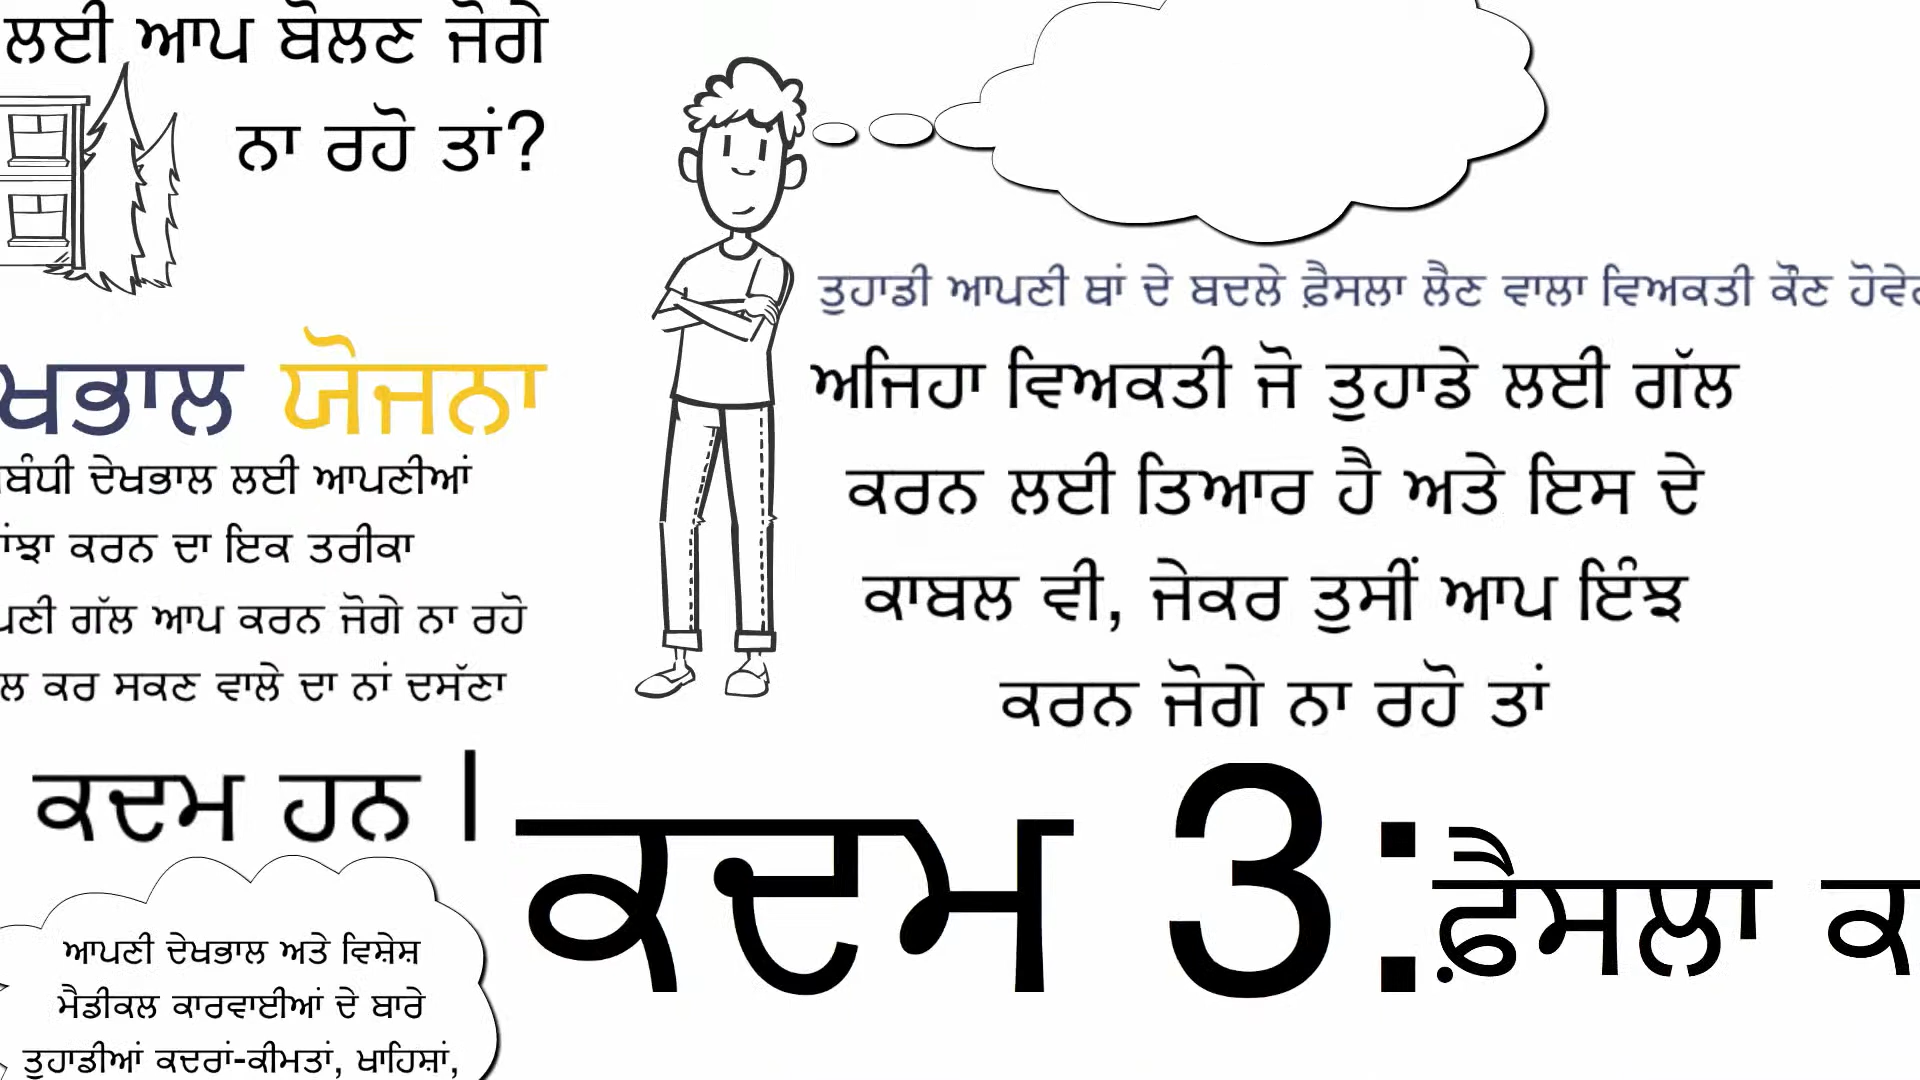 ਲਈ ਆਪ ਬੋਲਣ ਜੋਗੇ
ਨਾ ਰਹੋ ਤਾਂ?
ਯੋਜਨਾ
ਦੇਖਭਾਲ ਲਈ ਆਪਣੀਆਂ
ਕਰਨ ਦਾ ਇਕ ਤਰੀਕਾ
ਗੱਲ ਆਪ ਕਰਨ ਜੋਗੇ ਨਾ ਰਹੋ
ਕਰ ਸਕਣ ਵਾਲੇ ਦਾ ਨਾਂ ਦਸੱਣਾ
ਕਦਮ ਹਨ।
ਆਪਣੀ ਦੇਖਭਾਲ ਅਤੇ ਵਿਸ਼ੇਸ਼
ਮੈਡੀਕਲ ਕਾਰਵਾਈਆਂ ਦੇ ਬਾਰੇ
ਤੁਹਾਡੀਆਂ ਕਦਰਾਂ-ਕੀਮਤਾਂ, ਖਾਹਿਸ਼ਾਂ,
ਤੁਹਾਡੀ ਆਪਣੀ ਥਾਂ ਦੇ ਬਦਲੇ ਫ਼ੈਸਲਾ ਲੈਣ ਵਾਲਾ ਵਿਅਕਤੀ ਕੌਣ
ਅਜਿਹਾ ਵਿਅਕਤੀ ਜੋ ਤੁਹਾਡੇ ਲਈ ਗੱਲ
ਕਰਨ ਲਈ ਤਿਆਰ ਹੈ ਅਤੇ ਇਸ ਦੇ
ਕਾਬਲ ਵੀ, ਜੇਕਰ ਤੁਸੀਂ ਆਪ ਇੰਝ
ਕਰਨ ਜੋਗੇ ਨਾ ਰਹੋ ਤਾਂ
ਕਦਮ 3: ਫ਼ੈਸਲਾ